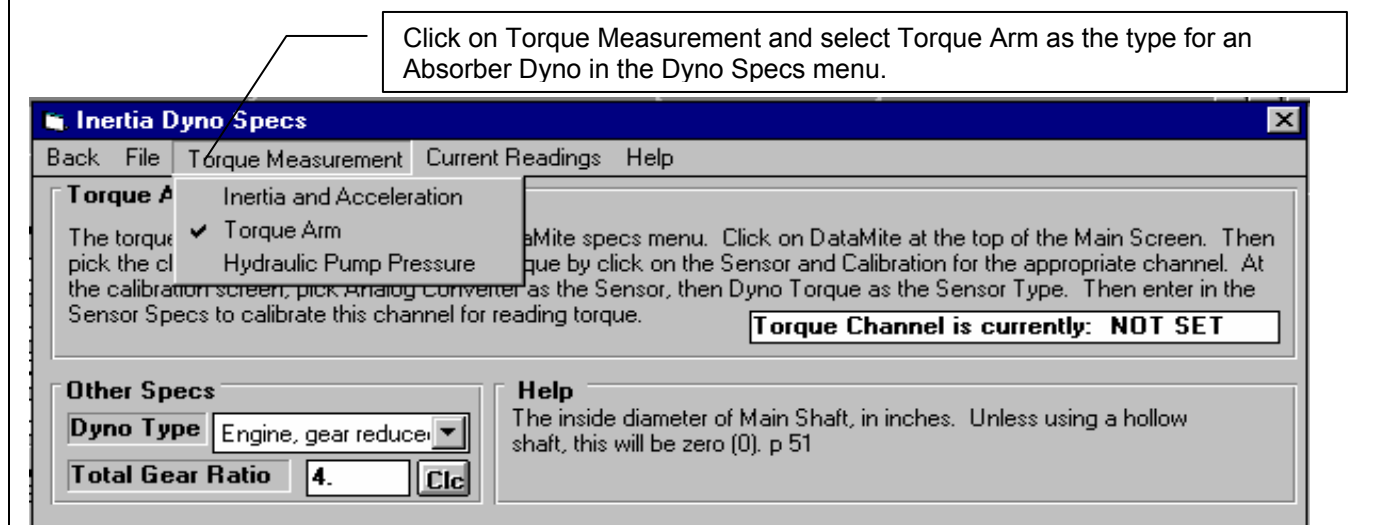 Click on Torque Measurement and select Torque Arm as the type for an
Absorber Dyno in the Dyno Specs menu.
Inertia Dyno Specs
Back File Torque Measurement Current Readings Help
Torque A
Inertia and Acceleration
Torque Arm
Hydraulic Pump Pressure
The torque aMite specs menu. Click on DataMite at the top of the Main Screen. Then
pick the cl que by click on the Sensor and Calibration for the appropriate channel. At
the calibration screen, pick Analog Converter as the Sensor, then Dyno Torque as the Sensor Type. Then enter in the
Sensor Specs to calibrate this channel for reading torque.
Torque Channel is currently: NOT SET
Other Specs
Dyno Type Engine, gear reduce
Total Gear Ratio 4. Clc
Help
The inside diameter of Main Shaft, in inches. Unless using a hollow
shaft, this will be zero (0). p 51